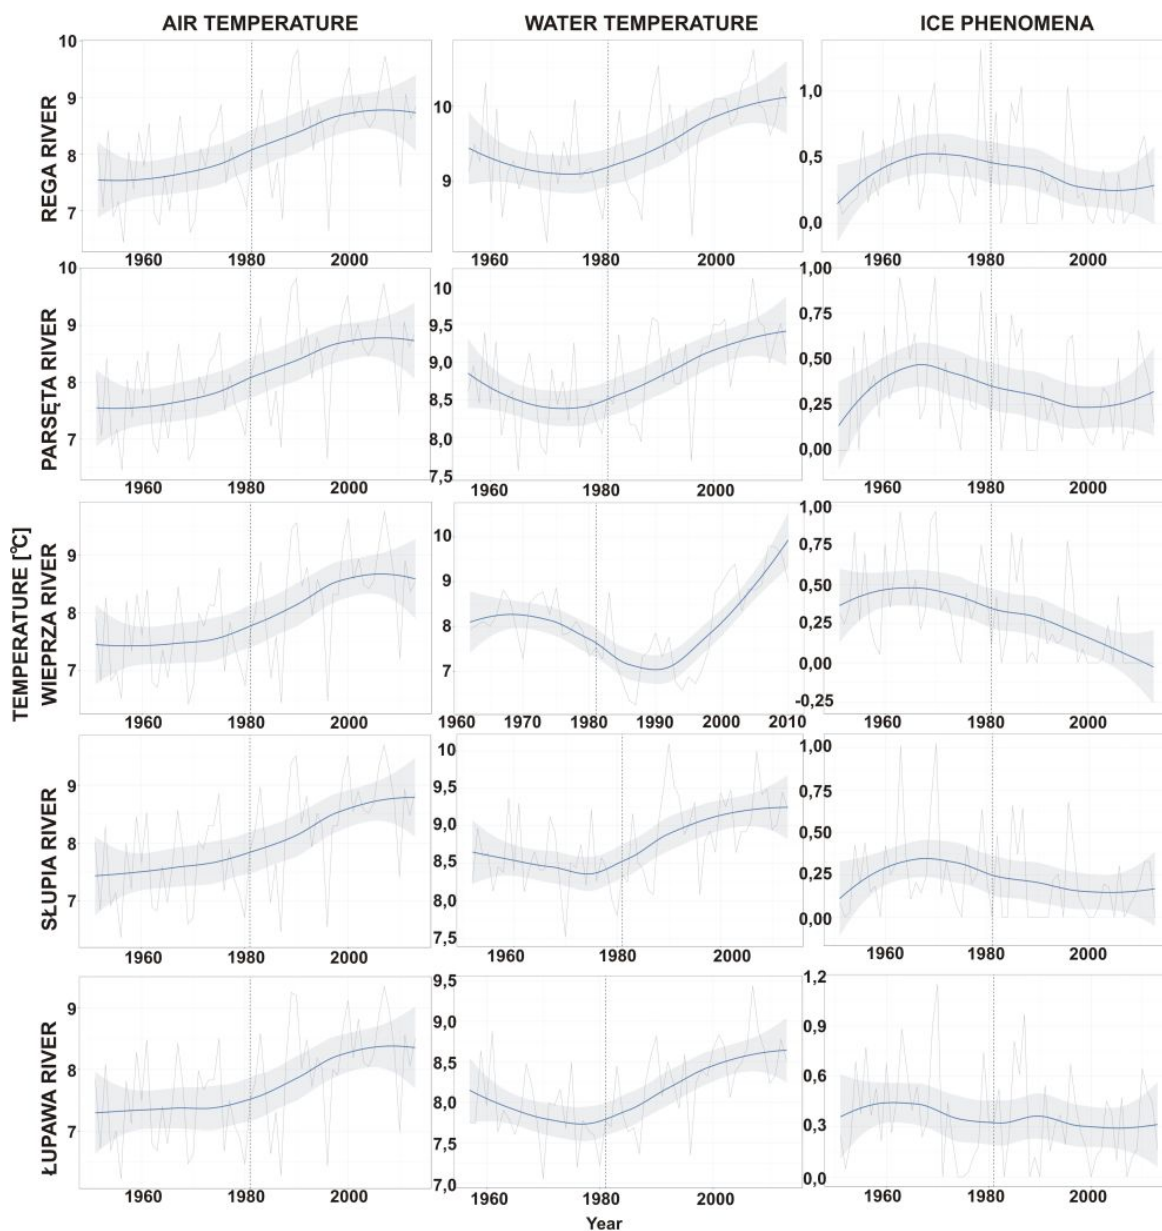 AIR TEMPERATURE WATER TEMPERATURE ICE PHENOMENA
TEMPERATURE [°C]
REGA RIVER
10
9
8
7
1960 1980 2000
10
9
1960 1980 2000
1,0
0,5
0,0
1960 1980 2000
PARSĘTA RIVER
10
9
8
7
1960 1980 2000
10
9,5
9,0
8,5
8,0
7,5
1960 1980 2000
1,00
0,75
0,50
0,25
0,00
1960 1980 2000
WIEPRZA RIVER
9
8
7
1960 1980 2000
10
9
8
7
1960 1970 1980 1990 2000 2010
1,00
0,75
0,50
0,25
0,00
-0,25
1960 1980 2000
SŁUPIA RIVER
9
8
7
1960 1980 2000
10
9.5
9.0
8,5
8,0
7,5
1960 1980 2000
1,00
0,75
0,50
0,25
0,00
1960 1980 2000
ŁUPAWA RIVER
9
8
7
1960 1980 2000
9.5
9.0
8.5
8,0
7,5
7,0
1960 1980 2000
1,2
0,9
0,6
0,3
0,0
1960 1980 2000
Year